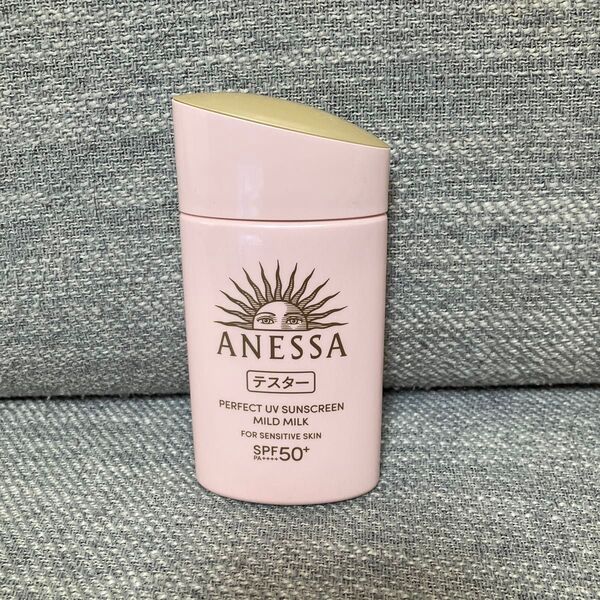 ANESSA
テスター
PERFECT UV SUNSCREEN
MILD MILK
FOR SENSITIVE SKIN
SPF50+
PA++++